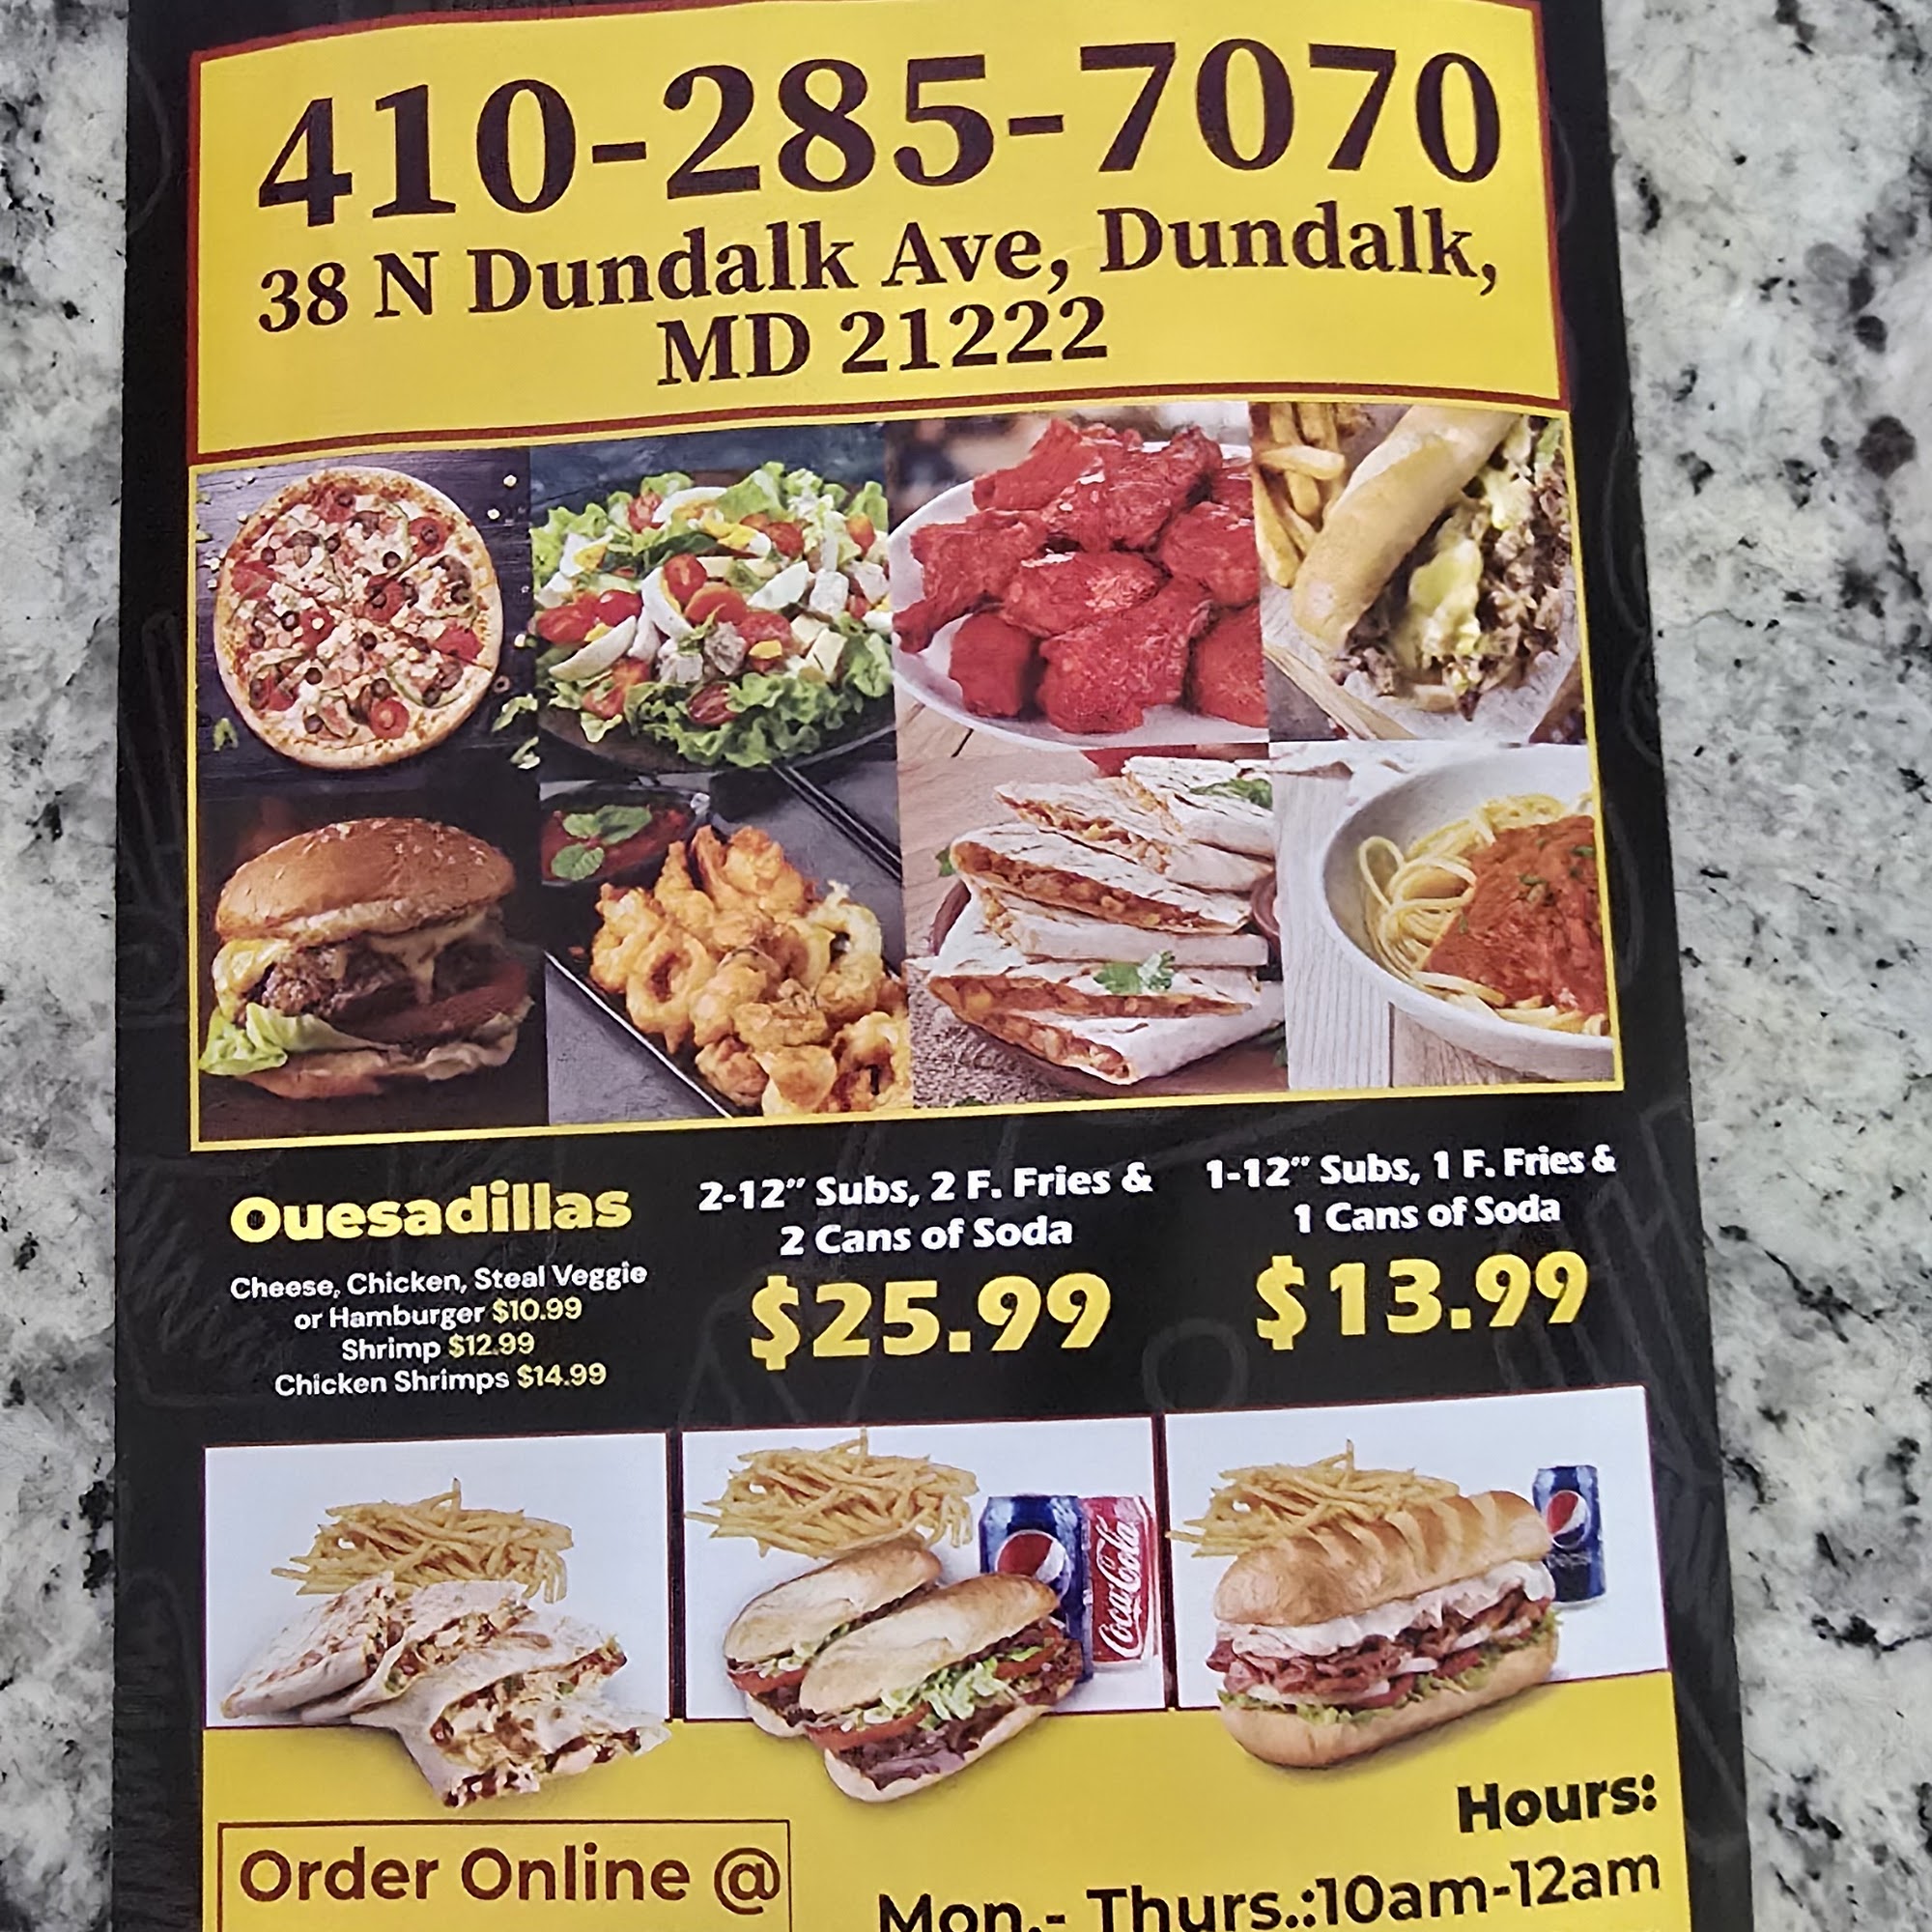 410-285-7070
38 N Dundalk Ave, Dundalk,
MD 21222
Quesadillas
Cheese, Chicken, Steal Veggie
or Hamburger $10.99
Shrimp $12.99
Chicken Shrimps $14.99
2-12” Subs, 2 F. Fries &
2 Cans of Soda
$25.99
1-12” Subs, 1 F. Fries &
1 Cans of Soda
$13.99
Coca-Cola
pepsi
Order Online @
Hours:
Mon.- Thurs.:10am-12am